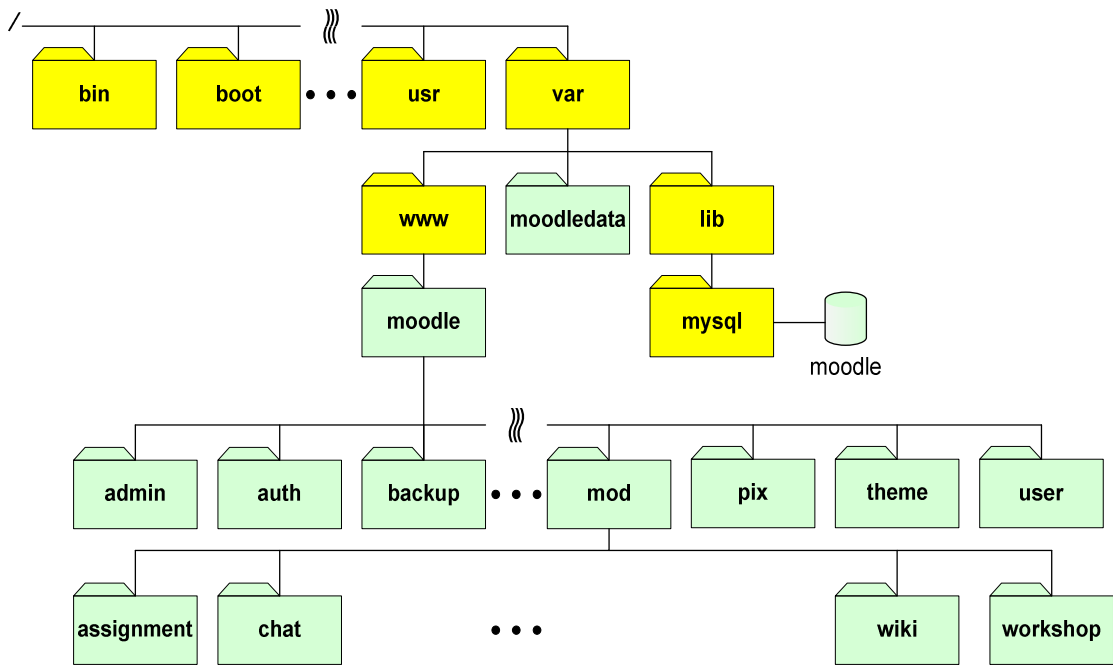 /
bin
boot
• • •
usr
var
www
moodledata
lib
moodle
mysql
moodle
admin
auth
backup
• • •
mod
pix
theme
user
assignment
chat
• • •
wiki
workshop